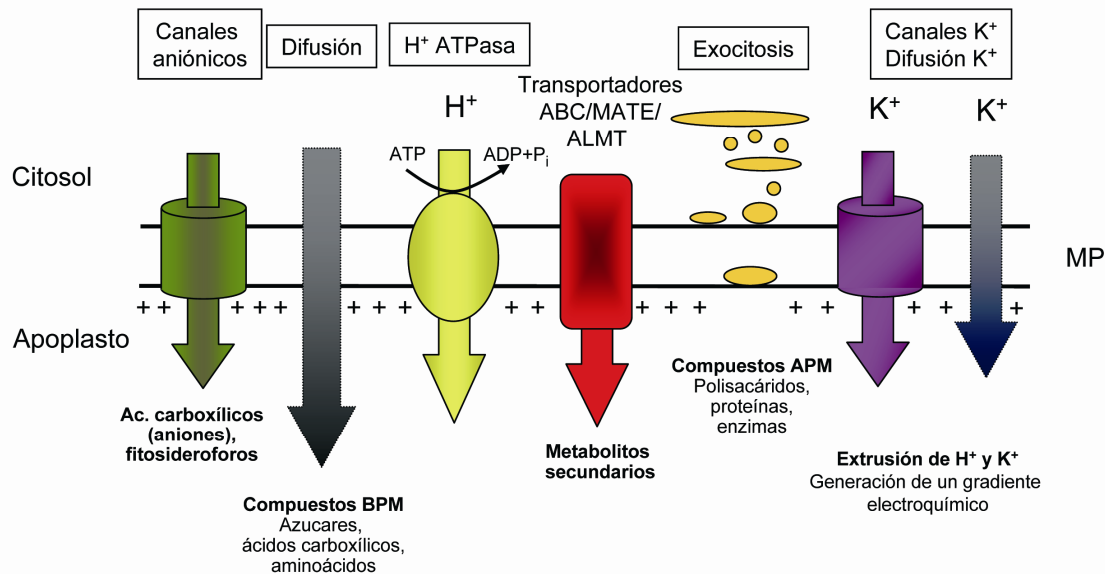 Canales
aniónicos
Difusión
H+ ATPasa
Exocitosis
Canales K+
Difusión K+
H+
Transportadores
ABC/MATE/
ALMT
K+
K+
ATP
ADP+Pi
Citosol
MP
+ + + + + + + + + + + + + + + +
Apoplasto
Ac. carboxílicos
(aniones),
fitosideroforos
Compuestos BPM
Azucares,
ácidos carboxílicos,
aminoácidos
Metabolitos
secundarios
Compuestos APM
Polisacáridos,
proteínas,
enzimas
Extrusión de H+ y K+
Generación de un gradiente
electroquímico